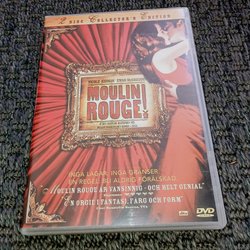 2 Disc Collector's Edition
NICOLE KIDMAN EWAN McGREGOR
MOULIN
ROUGE!
INGA LAGAR. INGA GRÄNSER.
EN REGEL: BLI ALDRIG FÖRÄLSKAD.
"MOULIN ROUGE ÄR VANSINNIG - OCH HELT GENIAL"
"EN ORGIE I FANTASI, FÄRG OCH FORM"
dts
DVD